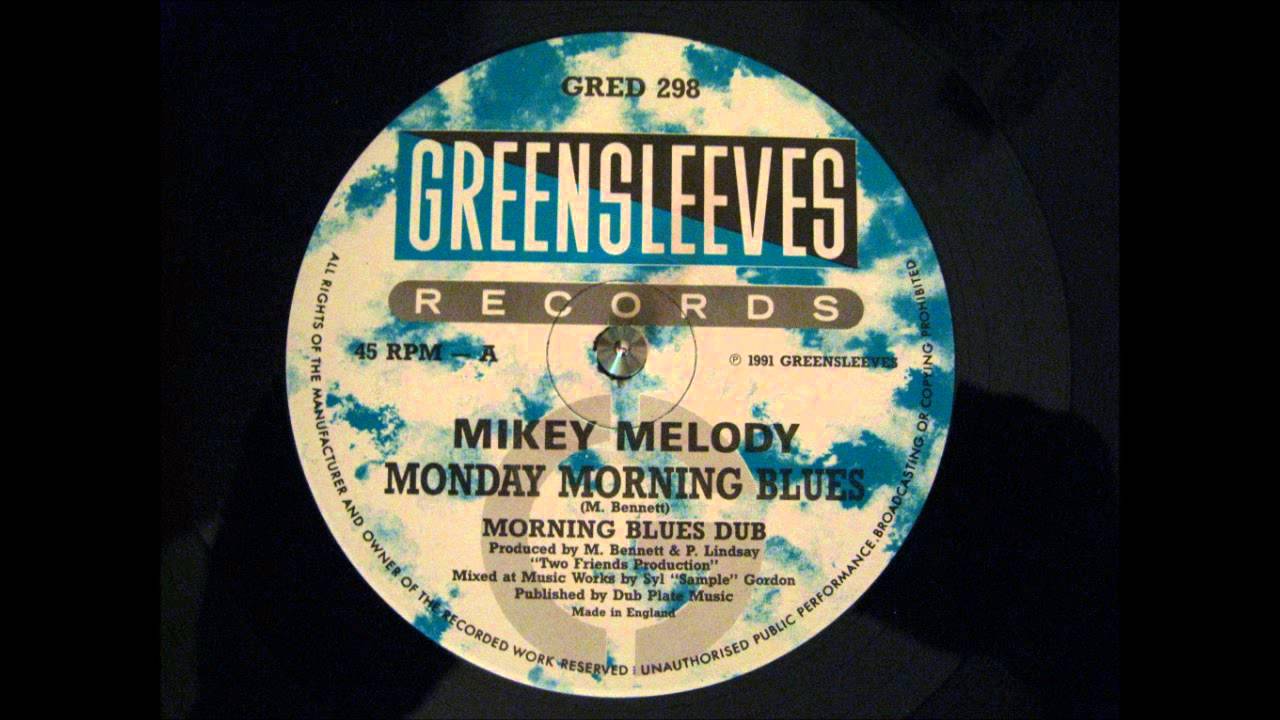 GRED 298
GREENSLEEVES
RECORDS
45 RPM — A
℗ 1991 GREENSLEEVES
MIKEY MELODY
MONDAY MORNING BLUES
(M. Bennett)
MORNING BLUES DUB
Produced by M. Bennett & P. Lindsay
"Two Friends Production"
Mixed at Music Works by Syl "Sample" Gordon
Published by Dub Plate Music
Made in England
ALL RIGHTS OF THE MANUFACTURER AND OWNER OF THE RECORDED WORK RESERVED | UNAUTHORISED PUBLIC PERFORMANCE. BROADCASTING OR COPYING PROHIBITED